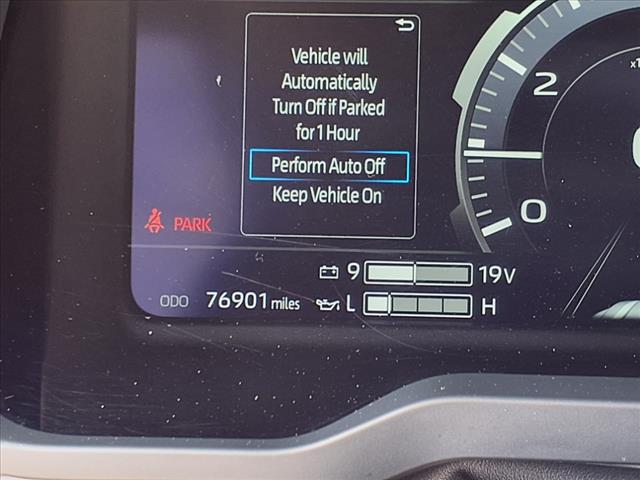 Vehicle will
Automatically
Turn Off if Parked
for 1 Hour
Perform Auto Off
Keep Vehicle On
PARK
2
0
x1
9 19V
ODO 76901 miles
L H